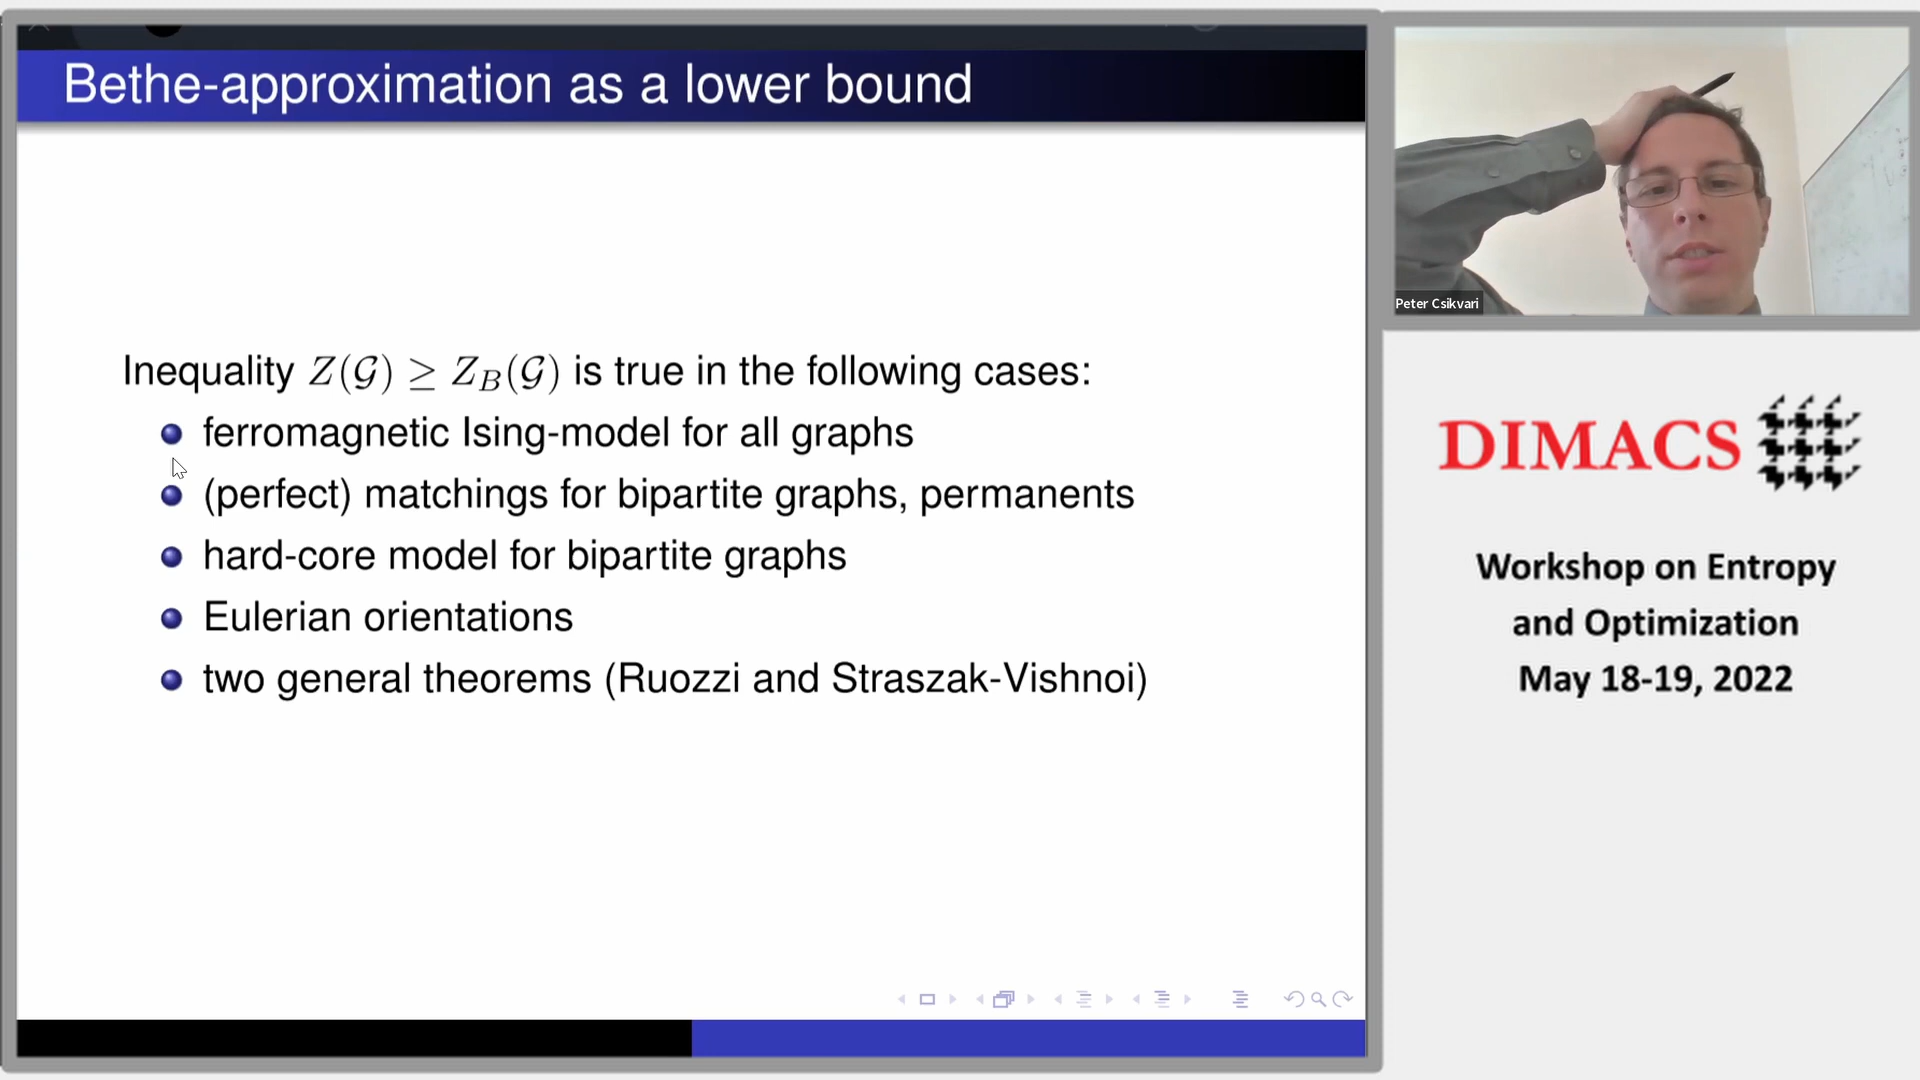 Bethe-approximation as a lower bound
Inequality Z(𝒢) ≥ Z_B(𝒢) is true in the following cases:
ferromagnetic Ising-model for all graphs
(perfect) matchings for bipartite graphs, permanents
hard-core model for bipartite graphs
Eulerian orientations
two general theorems (Ruozzi and Straszak-Vishnoi)
Peter Csikvari
DIMACS
Workshop on Entropy
and Optimization
May 18-19, 2022